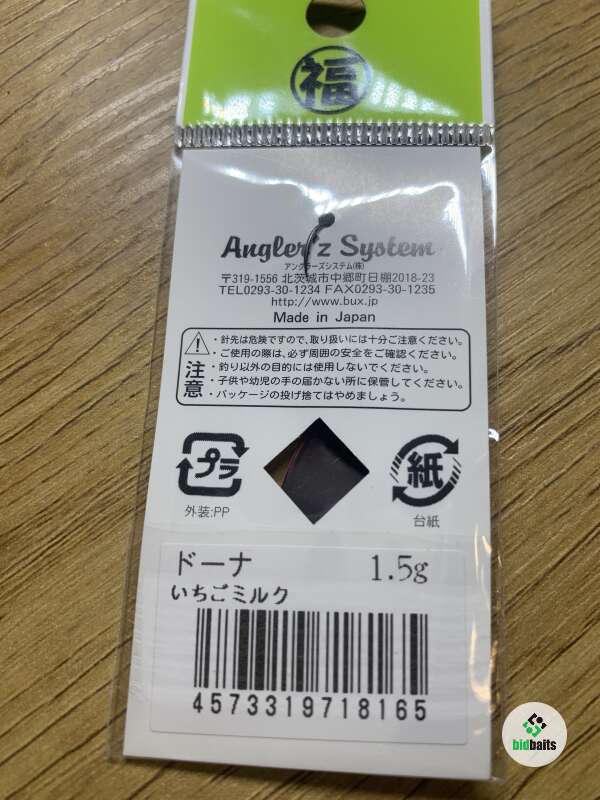 福
Angler'z System
アングラーズシステム(株)
〒319-1556 北茨城市中郷町日棚2018-23
TEL0293-30-1234 FAX0293-30-1235
http://www.bux.jp
Made in Japan
注意
・針先は危険ですので、取り扱いには十分ご注意ください。
・ご使用の際は、必ず周囲の安全をご確認ください。
・釣り以外の目的には使用しないでください。
・子供や幼児の手の届かない所に保管してください。
・パッケージの投げ捨てはやめましょう。
プラ
外装:PP
紙
台紙
ドーナ 1.5g
いちごミルク
4573319718165
bidbaits